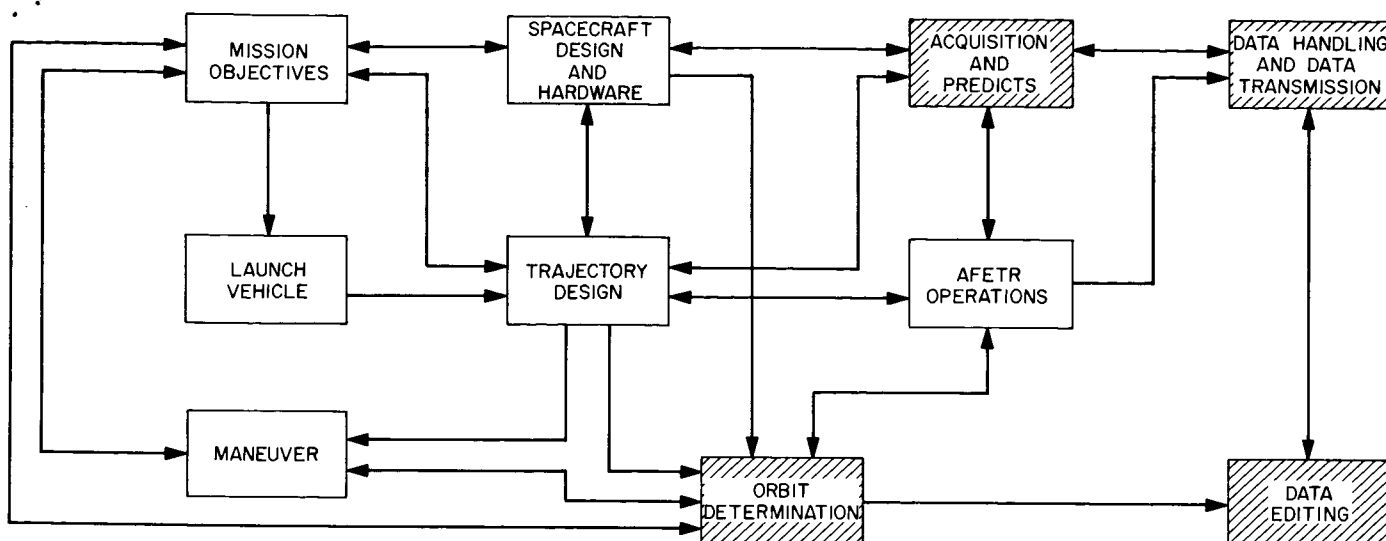 MISSION
OBJECTIVES
SPACECRAFT
DESIGN
AND
HARDWARE
ACQUISITION
AND
PREDICTS
DATA HANDLING
AND DATA
TRANSMISSION
LAUNCH
VEHICLE
TRAJECTORY
DESIGN
AFETR
OPERATIONS
MANEUVER
ORBIT
DETERMINATION
DATA
EDITING